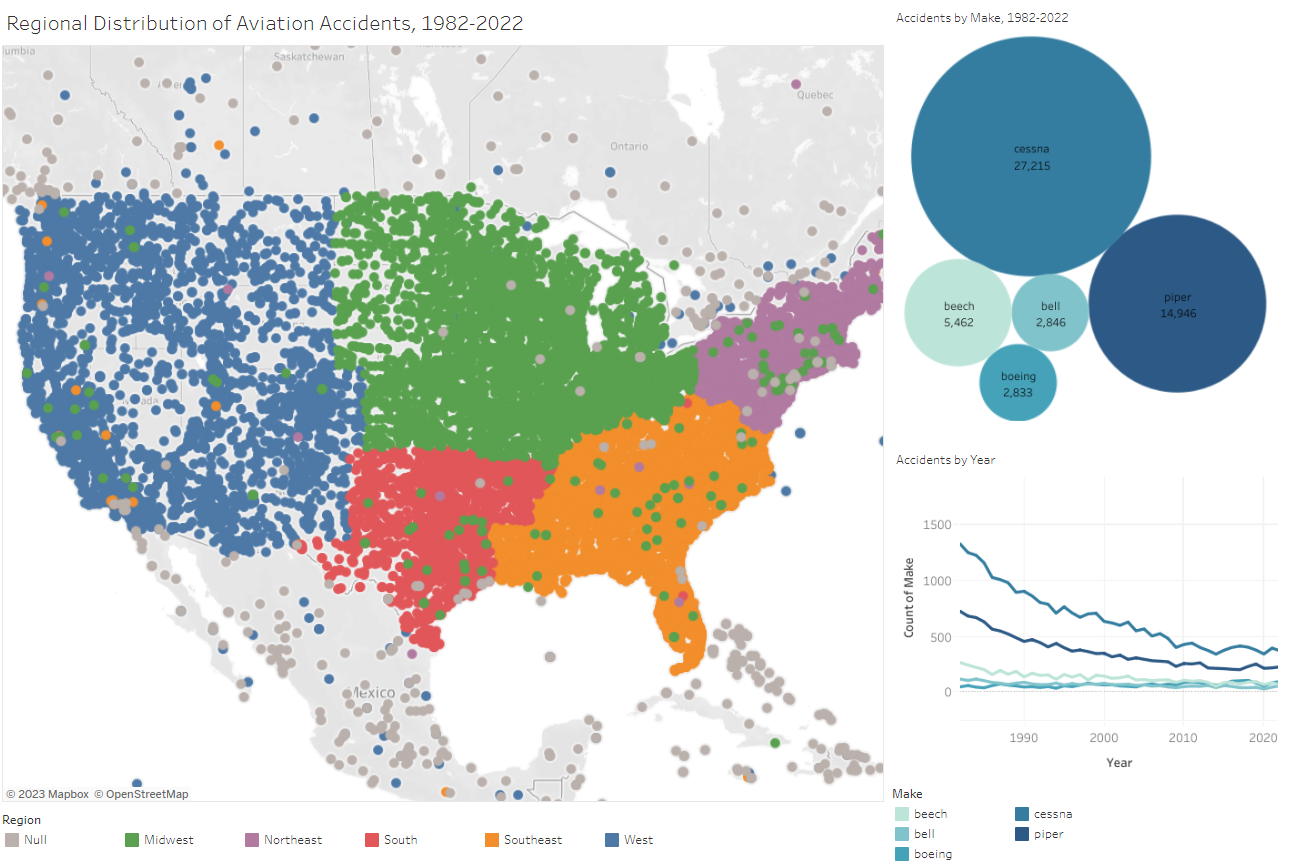 Regional Distribution of Aviation Accidents, 1982-2022
Saskatchewan
Ontario
Quebec
Mexico
© 2023 Mapbox © OpenStreetMap
Region
Null
Midwest
Northeast
South
Southeast
West
Accidents by Make, 1982-2022
cessna
27,215
piper
14,946
beech
5,462
bell
2,846
boeing
2,833
Accidents by Year
Count of Make
1500
1000
500
0
1990 2000 2010 2020
Year
Make
beech
bell
boeing
cessna
piper